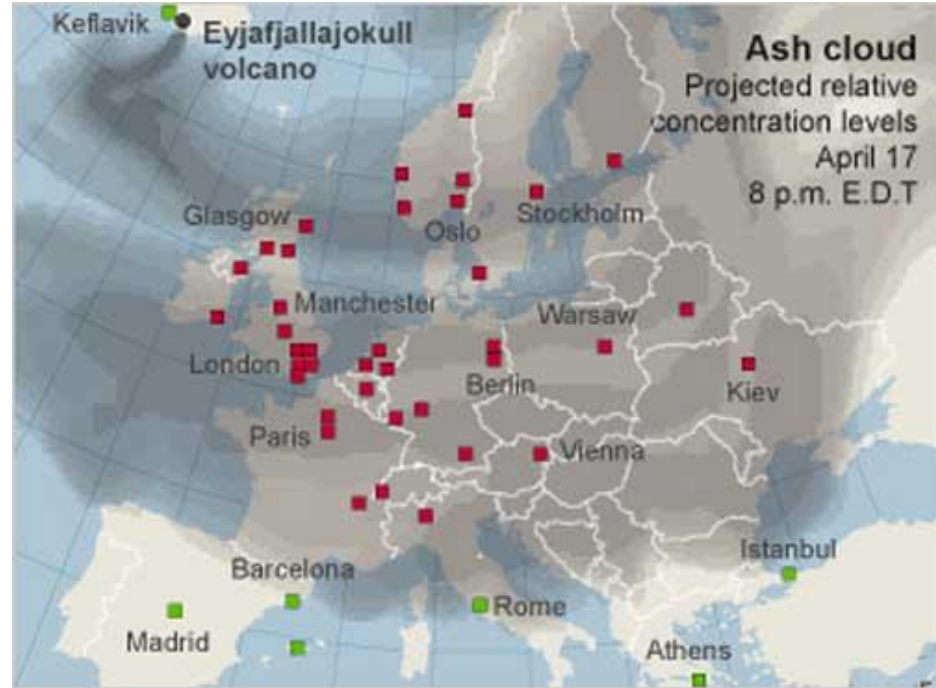 Keflavik
Eyjafjallajokull
volcano
Ash cloud
Projected relative
concentration levels
April 17
8 p.m. E.D.T
Glasgow
Oslo
Stockholm
Manchester
Warsaw
London
Berlin
Kiev
Paris
Vienna
Istanbul
Barcelona
Rome
Madrid
Athens